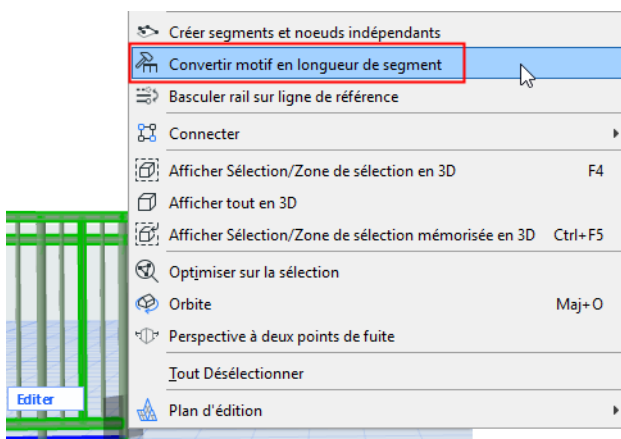 Créer segments et noeuds indépendants
Convertir motif en longueur de segment
Basculer rail sur ligne de référence
Connecter
Afficher Sélection/Zone de sélection en 3D F4
Afficher tout en 3D
Afficher Sélection/Zone de sélection mémorisée en 3D Ctrl+F5
Optimiser sur la sélection
Orbite Maj+O
Perspective à deux points de fuite
Tout Désélectionner
Editer
Plan d'édition